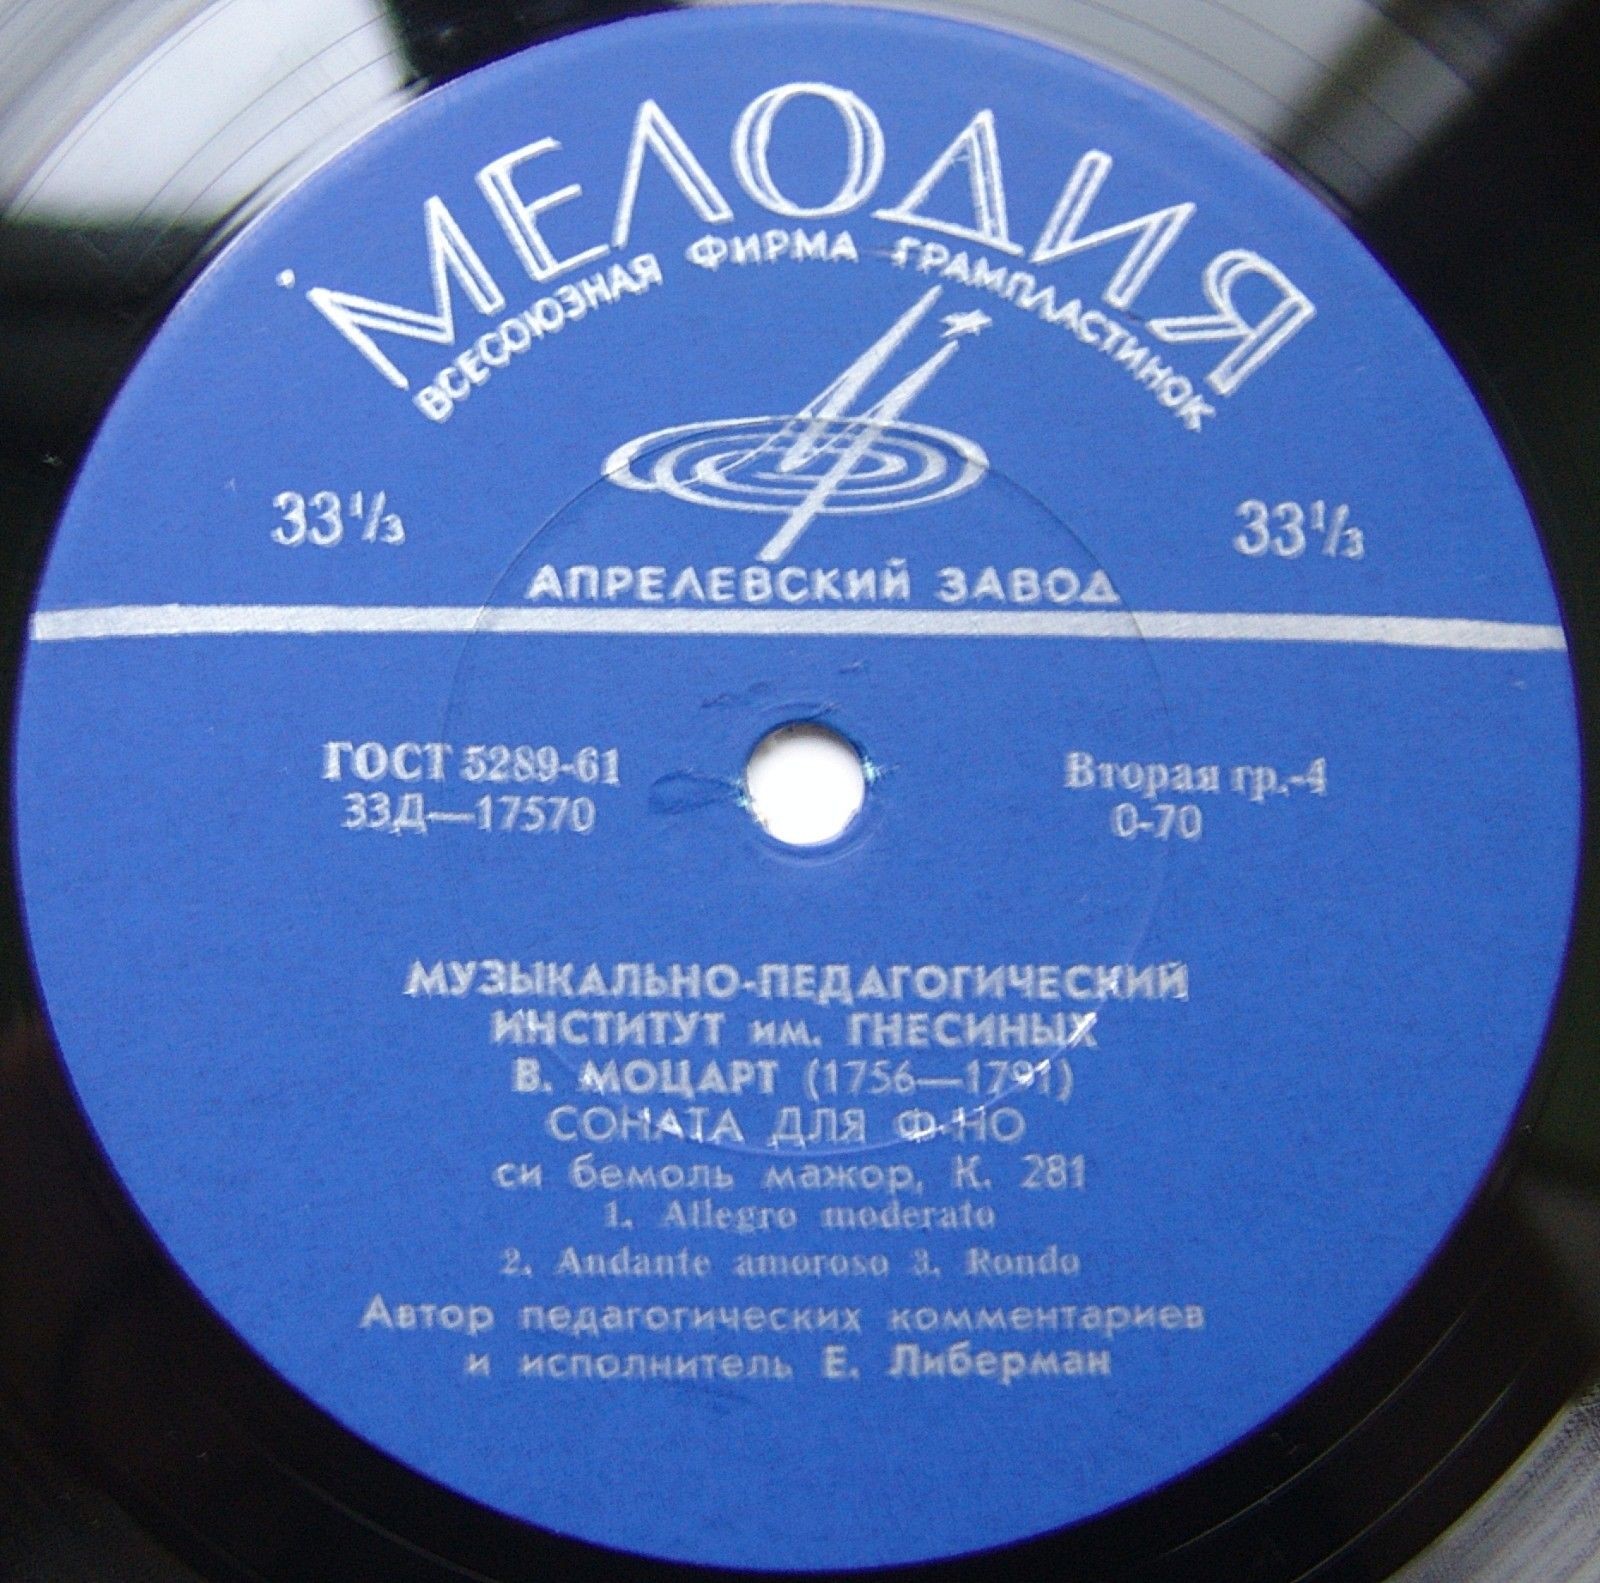 МЕЛОДИЯ
ВСЕСОЮЗНАЯ ФИРМА ГРАМПЛАСТИНОК
33⅓ 33⅓
АПРЕЛЕВСКИЙ ЗАВОД
ГОСТ 5289-61 Вторая гр.-4
33Д—17570 0-70
МУЗЫКАЛЬНО-ПЕДАГОГИЧЕСКИЙ
ИНСТИТУТ им. ГНЕСИНЫХ
В. МОЦАРТ (1756—1791)
СОНАТА ДЛЯ Ф-НО
си бемоль мажор, К. 281
1. Allegro moderato
2. Andante amoroso 3. Rondo
Автор педагогических комментариев
и исполнитель Е. Либерман